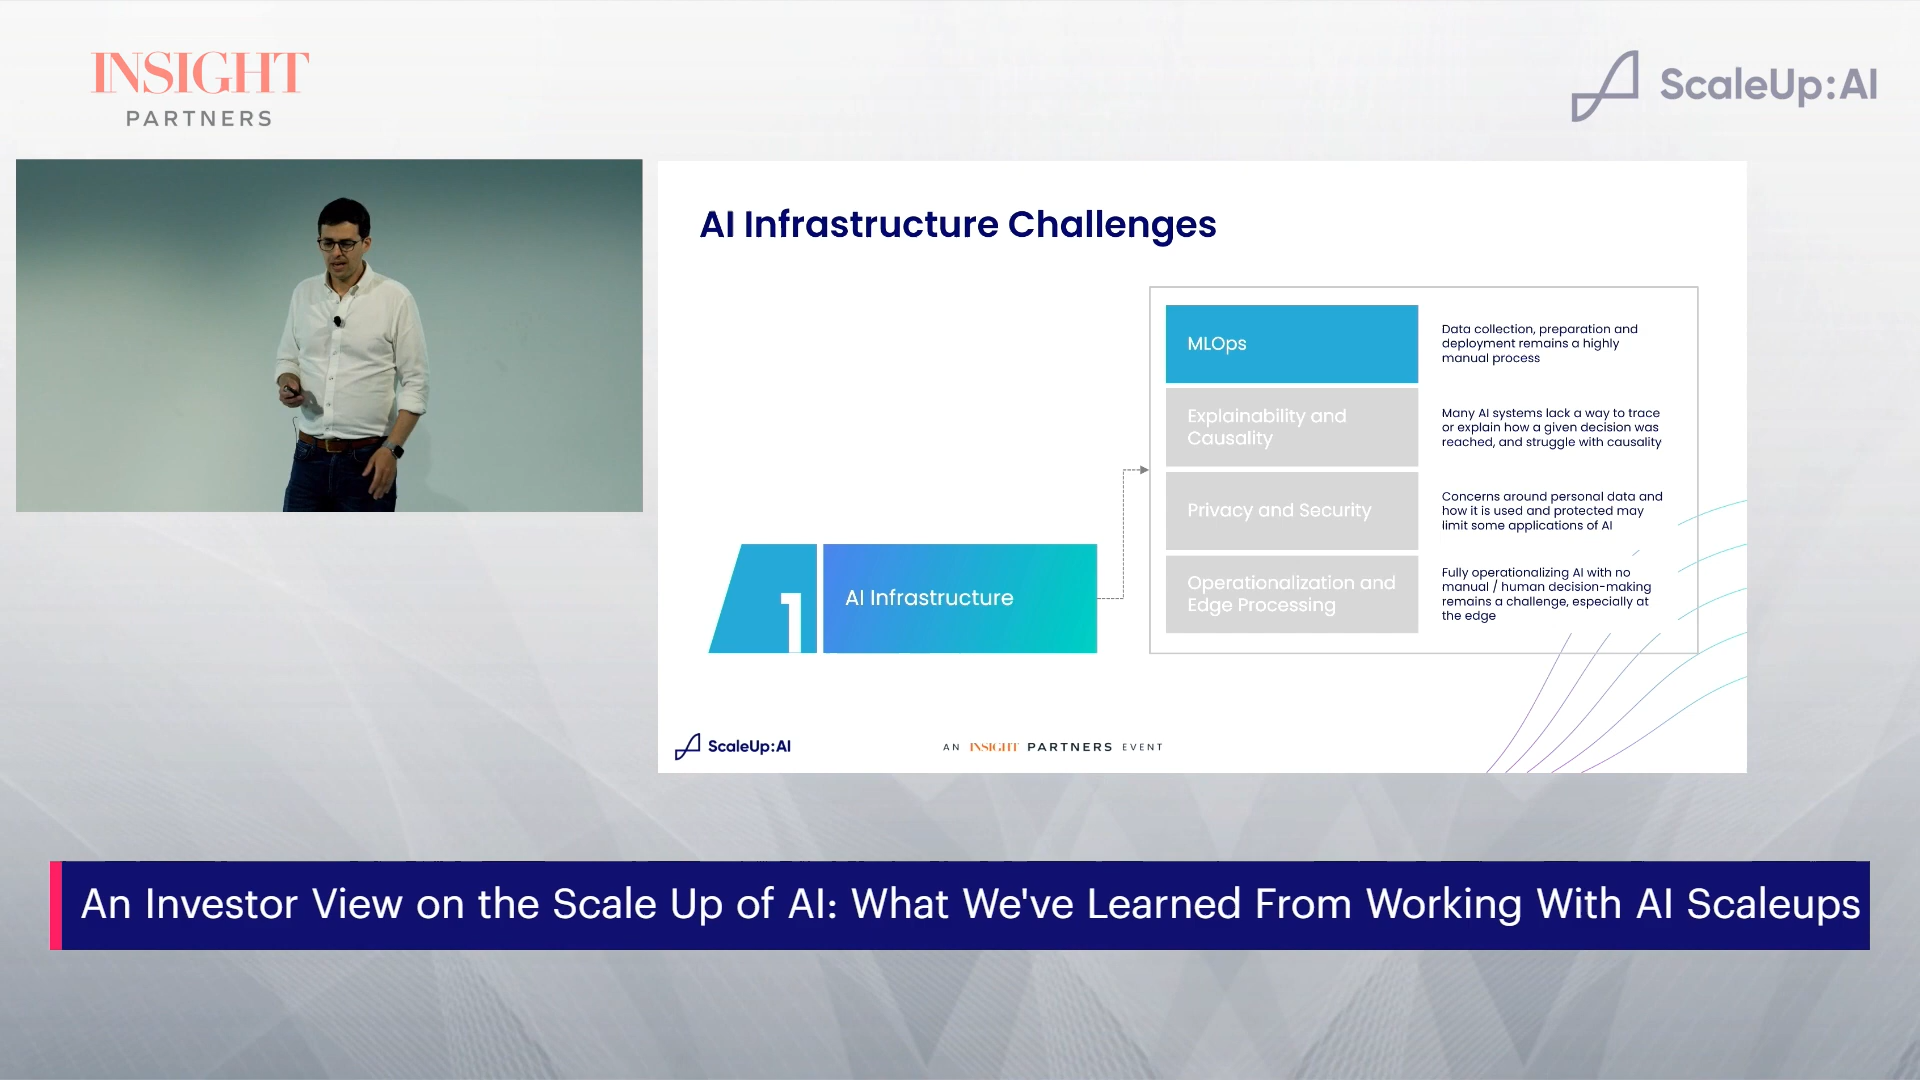 INSIGHT
PARTNERS
ScaleUp:AI
AI Infrastructure Challenges
MLOps
Data collection, preparation and
deployment remains a highly
manual process
Explainability and
Causality
Many AI systems lack a way to trace
or explain how a given decision was
reached, and struggle with causality
Privacy and Security
Concerns around personal data and
how it is used and protected may
limit some applications of AI
Operationalization and
Edge Processing
Fully operationalizing AI with no
manual / human decision-making
remains a challenge, especially at
the edge
1
AI Infrastructure
ScaleUp:AI
AN INSIGHT PARTNERS EVENT
An Investor View on the Scale Up of AI: What We've Learned From Working With AI Scaleups